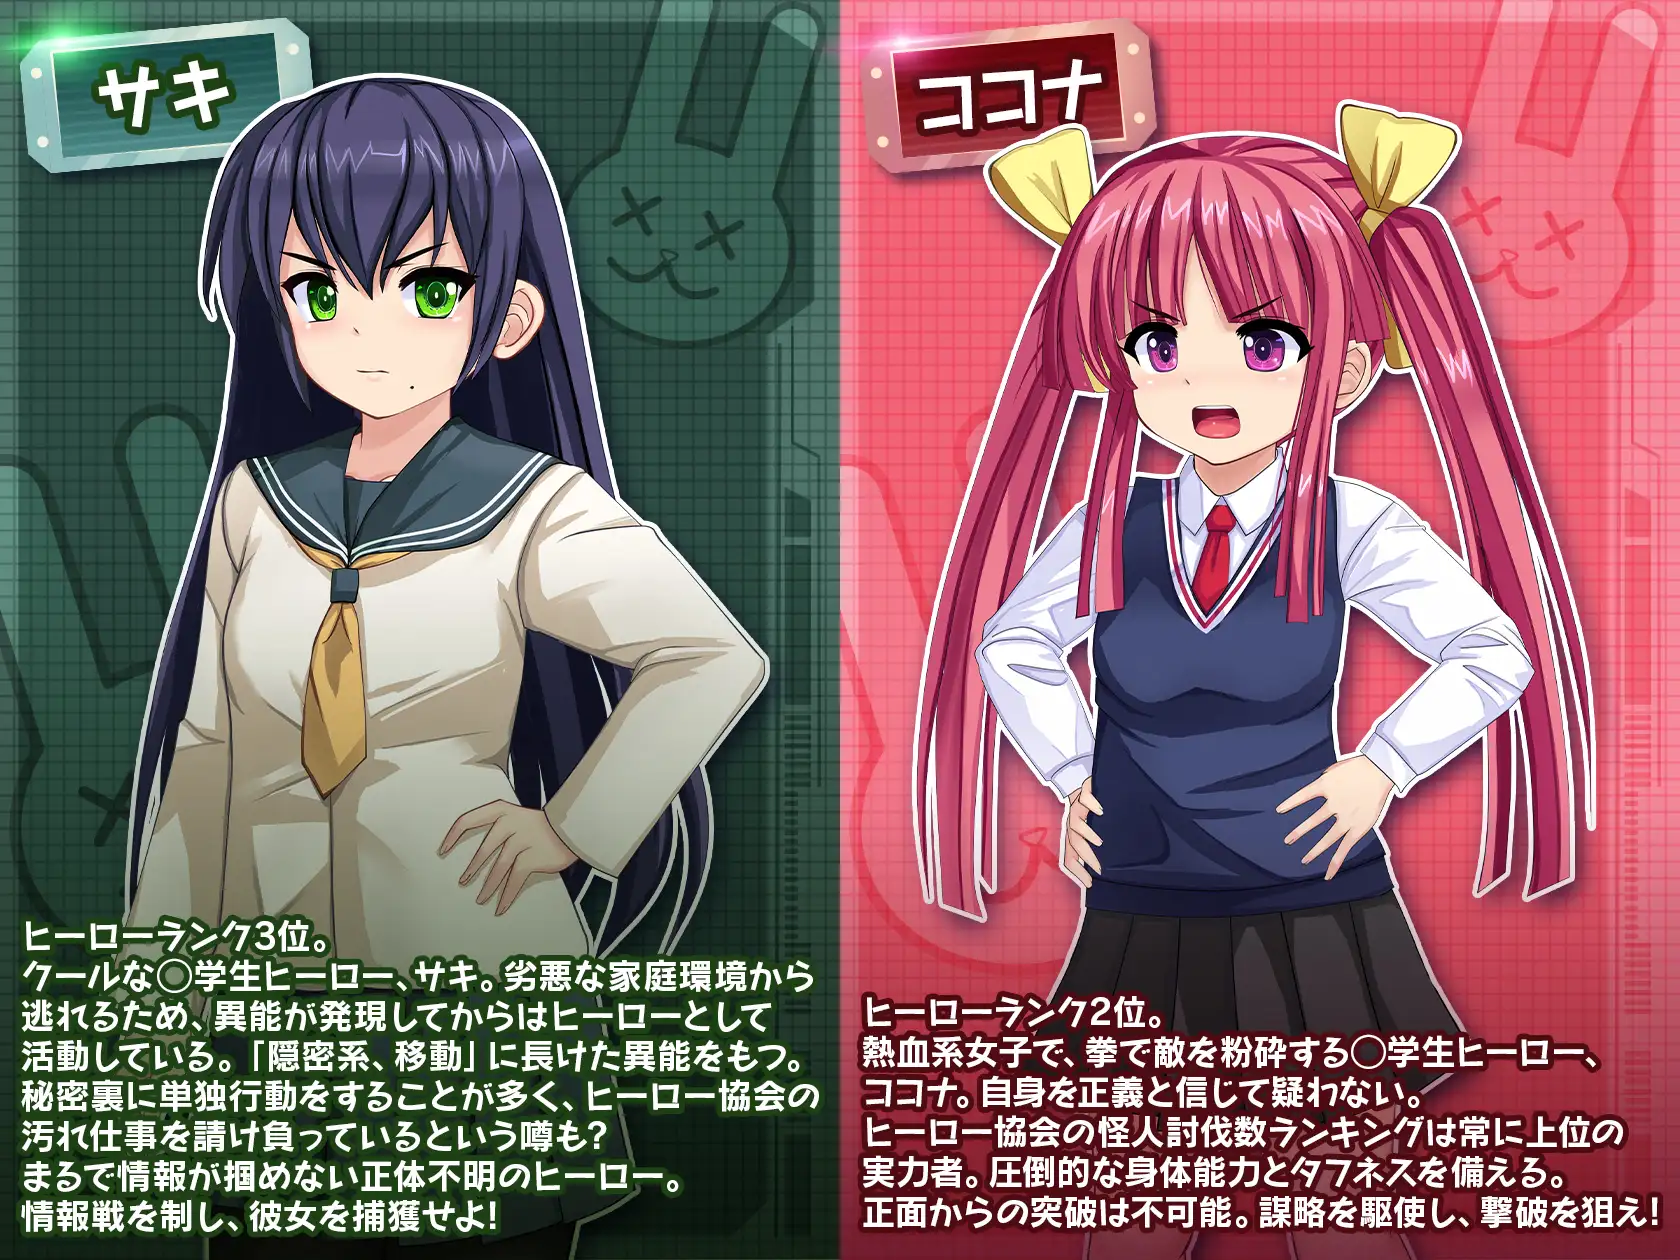 サキ
ヒーローランク3位。
クールな◯学生ヒーロー、サキ。劣悪な家庭環境から
逃れるため、異能が発現してからはヒーローとして
活動している。「隠密系、移動」に長けた異能をもつ。
秘密裏に単独行動をすることが多く、ヒーロー協会の
汚れ仕事を請け負っているという噂も?
まるで情報が掴めない正体不明のヒーロー。
情報戦を制し、彼女を捕獲せよ!
ココナ
ヒーローランク2位。
熱血系女子で、拳で敵を粉砕する◯学生ヒーロー、
ココナ。自身を正義と信じて疑わない。
ヒーロー協会の怪人討伐数ランキングは常に上位の
実力者。圧倒的な身体能力とタフネスを備える。
正面からの突破は不可能。謀略を駆使し、撃破を狙え!